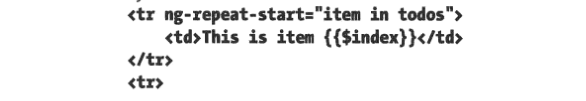 <tr ng-repeat-start="item in todos">
    <td>This is item {{$index}}</td>
</tr>
<tr>